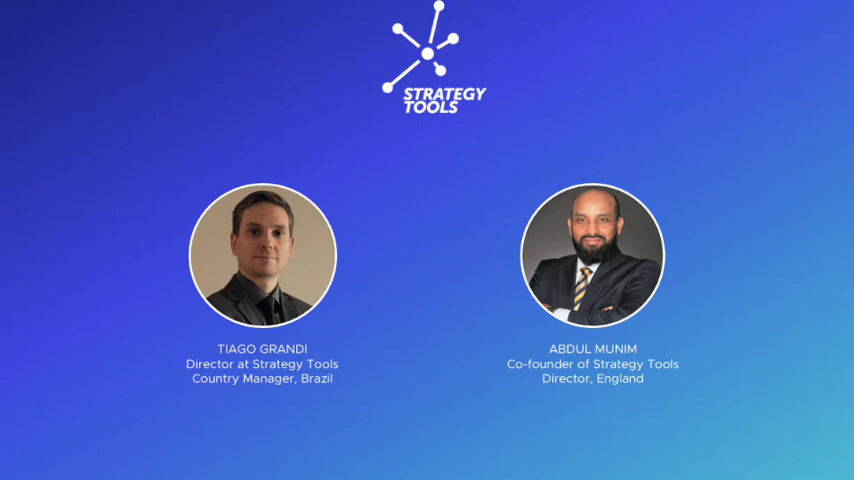 STRATEGY
TOOLS
TIAGO GRANDI
Director at Strategy Tools
Country Manager, Brazil
ABDUL MUNIM
Co-founder of Strategy Tools
Director, England